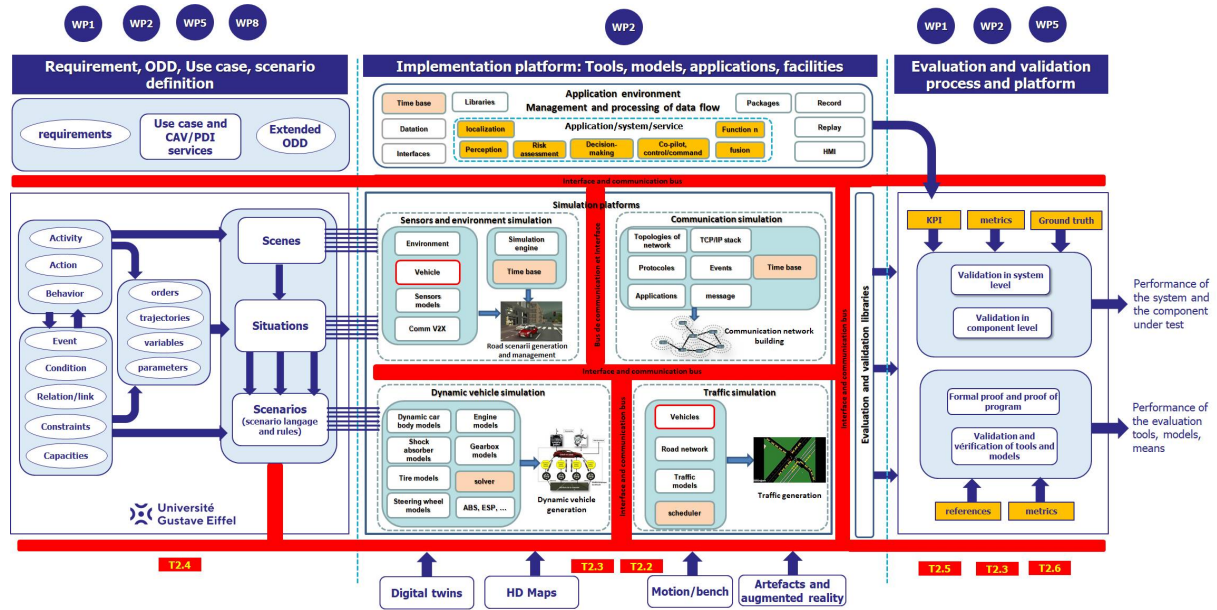 WP1
WP2
WP5
WP8
WP2
WP1
WP2
WP5
Requirement, ODD, Use case, scenario
definition
Implementation platform: Tools, models, applications, facilities
Evaluation and validation
process and platform
requirements
Use case and
CAV/PDI
services
Extended
ODD
Application environment
Management and processing of data flow
Time base
Libraries
Packages
Record
Datation
Replay
Interfaces
HMI
Application/system/service
localization
Function n
Perception
Risk
assessment
Decision-
making
Co-pilot,
control/command
fusion
Interface and communication bus
Activity
Action
Behavior
Event
Condition
Relation/link
Constraints
Capacities
orders
trajectories
variables
parameters
Scenes
Situations
Scenarios
(scenario langage
and rules)
Université
Gustave Eiffel
Simulation platforms
Sensors and environment simulation
Environment
Vehicle
Sensors
models
Comm V2X
Simulation
engine
Time base
Road scenarii generation
and management
Bus de communication et interface
Communication simulation
Topologies of
network
TCP/IP stack
Protocoles
Events
Time base
Applications
message
Communication network
building
Interface and communication bus
Dynamic vehicle simulation
Dynamic car
body models
Engine
models
Shock
absorber
models
Gearbox
models
Tire models
solver
Steering wheel
models
ABS, ESP, ...
Dynamic vehicle
generation
Interface and communication bus
Traffic simulation
Vehicles
Road network
Traffic
models
scheduler
Traffic generation
Interface and communication bus
Evaluation and validation libraries
KPI
metrics
Ground truth
Validation in system
level
Validation in
component level
Performance of
the system and
the component
under test
Formal proof and proof of
program
Validation and
vérification of tools and
models
Performance of
the evaluation
tools, models,
means
references
metrics
T2.4
T2.3
T2.2
T2.5
T2.3
T2.6
Digital twins
HD Maps
Motion/bench
Artefacts and
augmented reality